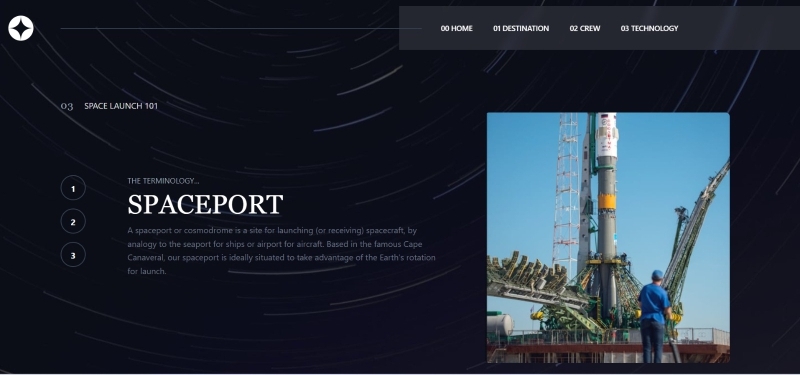 00 HOME 01 DESTINATION 02 CREW 03 TECHNOLOGY
03 SPACE LAUNCH 101
THE TERMINOLOGY...
SPACEPORT
1
2
3
A spaceport or cosmodrome is a site for launching (or receiving) spacecraft, by
analogy to the seaport for ships or airport for aircraft. Based in the famous Cape
Canaveral, our spaceport is ideally situated to take advantage of the Earth's rotation
for launch.